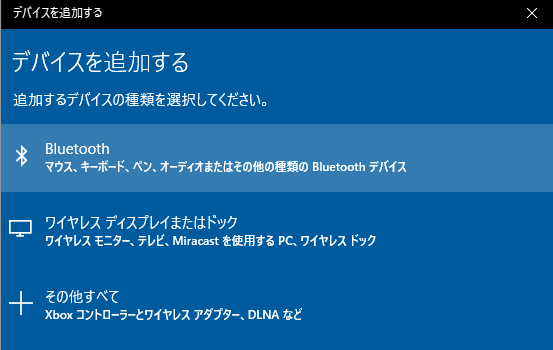 デバイスを追加する
デバイスを追加する
追加するデバイスの種類を選択してください。
Bluetooth
マウス、キーボード、ペン、オーディオまたはその他の種類の Bluetooth デバイス
ワイヤレス ディスプレイまたはドック
ワイヤレス モニター、テレビ、Miracast を使用する PC、ワイヤレス ドック
その他すべて
Xbox コントローラーとワイヤレス アダプター、DLNA など